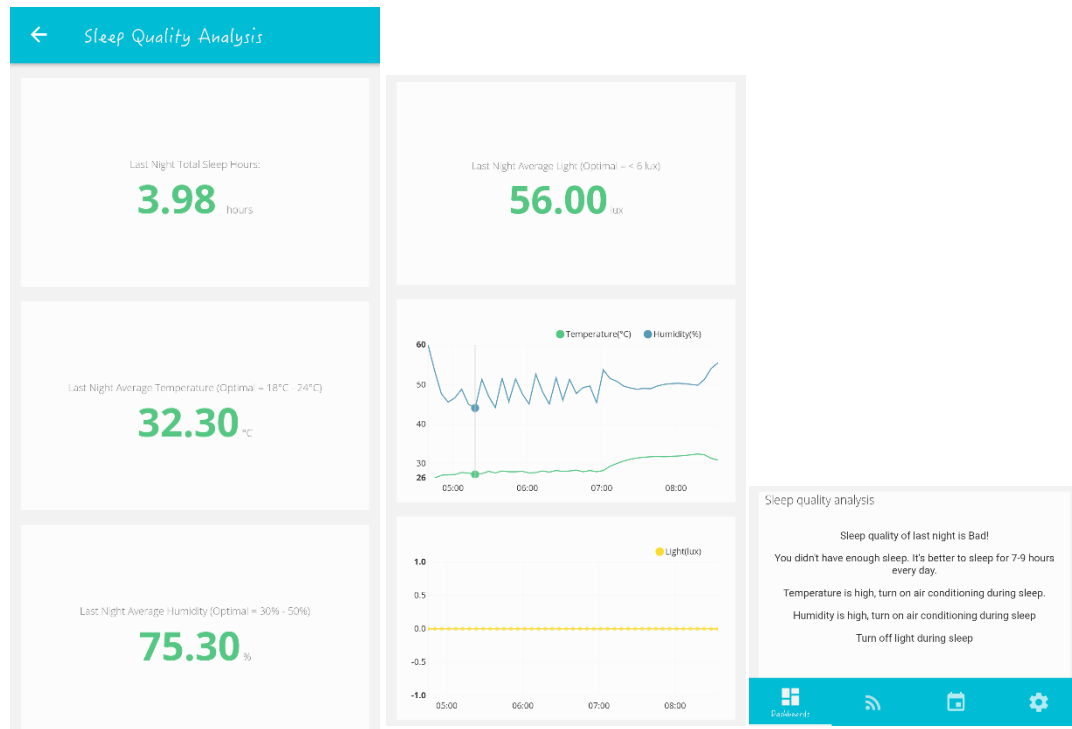 Sleep Quality Analysis
Last Night Total Sleep Hours:
3.98 hours
Last Night Average Temperature (Optimal = 18°C - 24°C)
32.30 °C
Last Night Average Humidity (Optimal = 30% - 50%)
75.30 %
Last Night Average Light (Optimal = < 6 lux)
56.00 lux
Temperature(°C) Humidity(%)
60
50
40
30
26
05:00 06:00 07:00 08:00
Light(lux)
1.0
0.5
0.0
-0.5
-1.0
05:00 06:00 07:00 08:00
Sleep quality analysis
Sleep quality of last night is Bad!
You didn't have enough sleep. It's better to sleep for 7-9 hours
every day.
Temperature is high, turn on air conditioning during sleep.
Humidity is high, turn on air conditioning during sleep
Turn off light during sleep
Dashboards